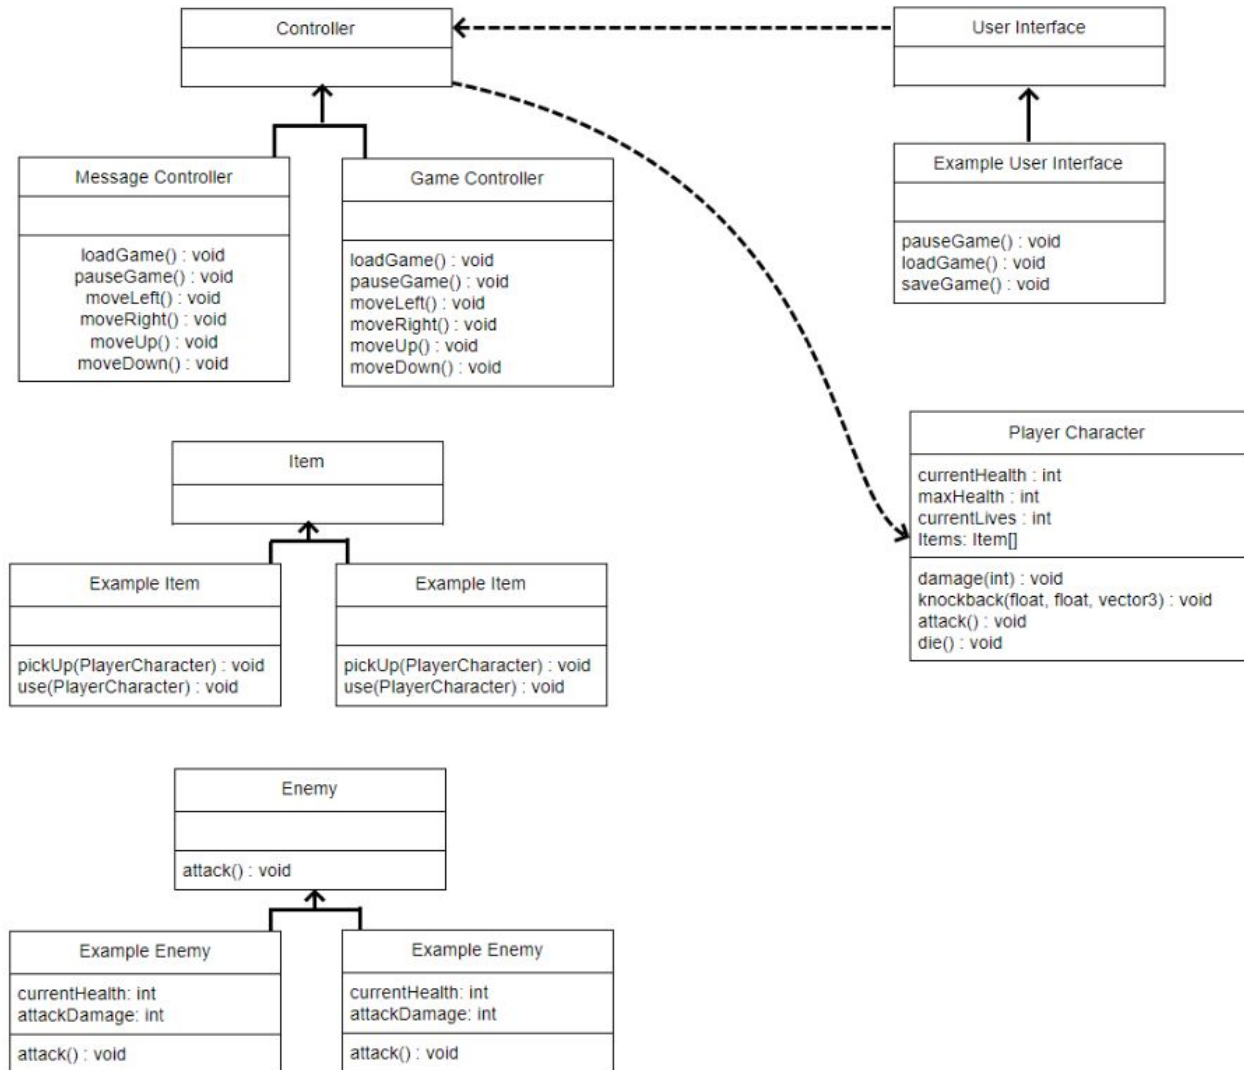 Controller
User Interface
Message Controller
loadGame() : void
pauseGame() : void
moveLeft() : void
moveRight() : void
moveUp() : void
moveDown() : void
Game Controller
loadGame() : void
pauseGame() : void
moveLeft() : void
moveRight() : void
moveUp() : void
moveDown() : void
Example User Interface
pauseGame() : void
loadGame() : void
saveGame() : void
Player Character
currentHealth : int
maxHealth : int
currentLives : int
Items: Item[]
damage(int) : void
knockback(float, float, vector3) : void
attack() : void
die() : void
Item
Example Item
pickUp(PlayerCharacter) : void
use(PlayerCharacter) : void
Example Item
pickUp(PlayerCharacter) : void
use(PlayerCharacter) : void
Enemy
attack() : void
Example Enemy
currentHealth: int
attackDamage: int
attack() : void
Example Enemy
currentHealth: int
attackDamage: int
attack() : void